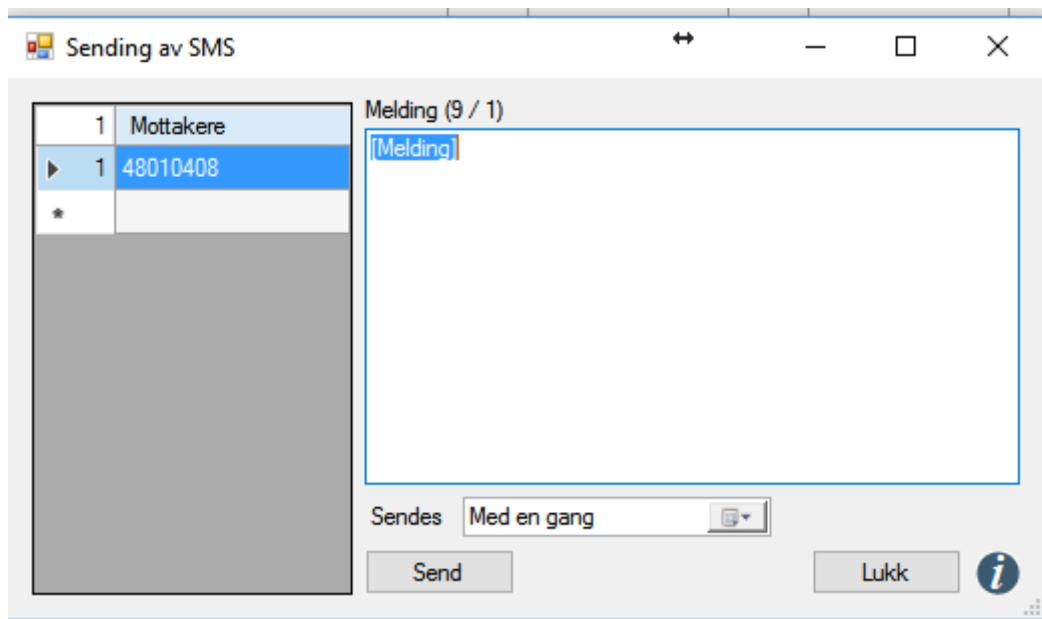 Sending av SMS
1 Mottakere
1 48010408
Melding (9 / 1)
[Melding]
Sendes Med en gang
Send Lukk i